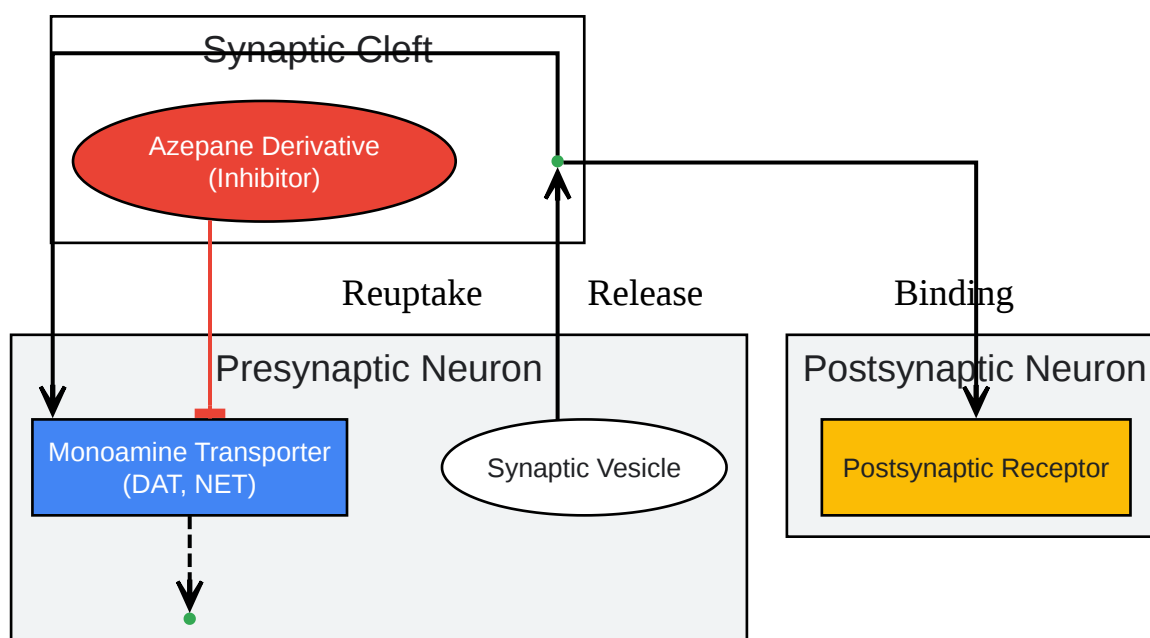 Synaptic Cleft
Azepane Derivative
(Inhibitor)
Reuptake
Release
Binding
Presynaptic Neuron
Postsynaptic Neuron
Monoamine Transporter
(DAT, NET)
Synaptic Vesicle
Postsynaptic Receptor